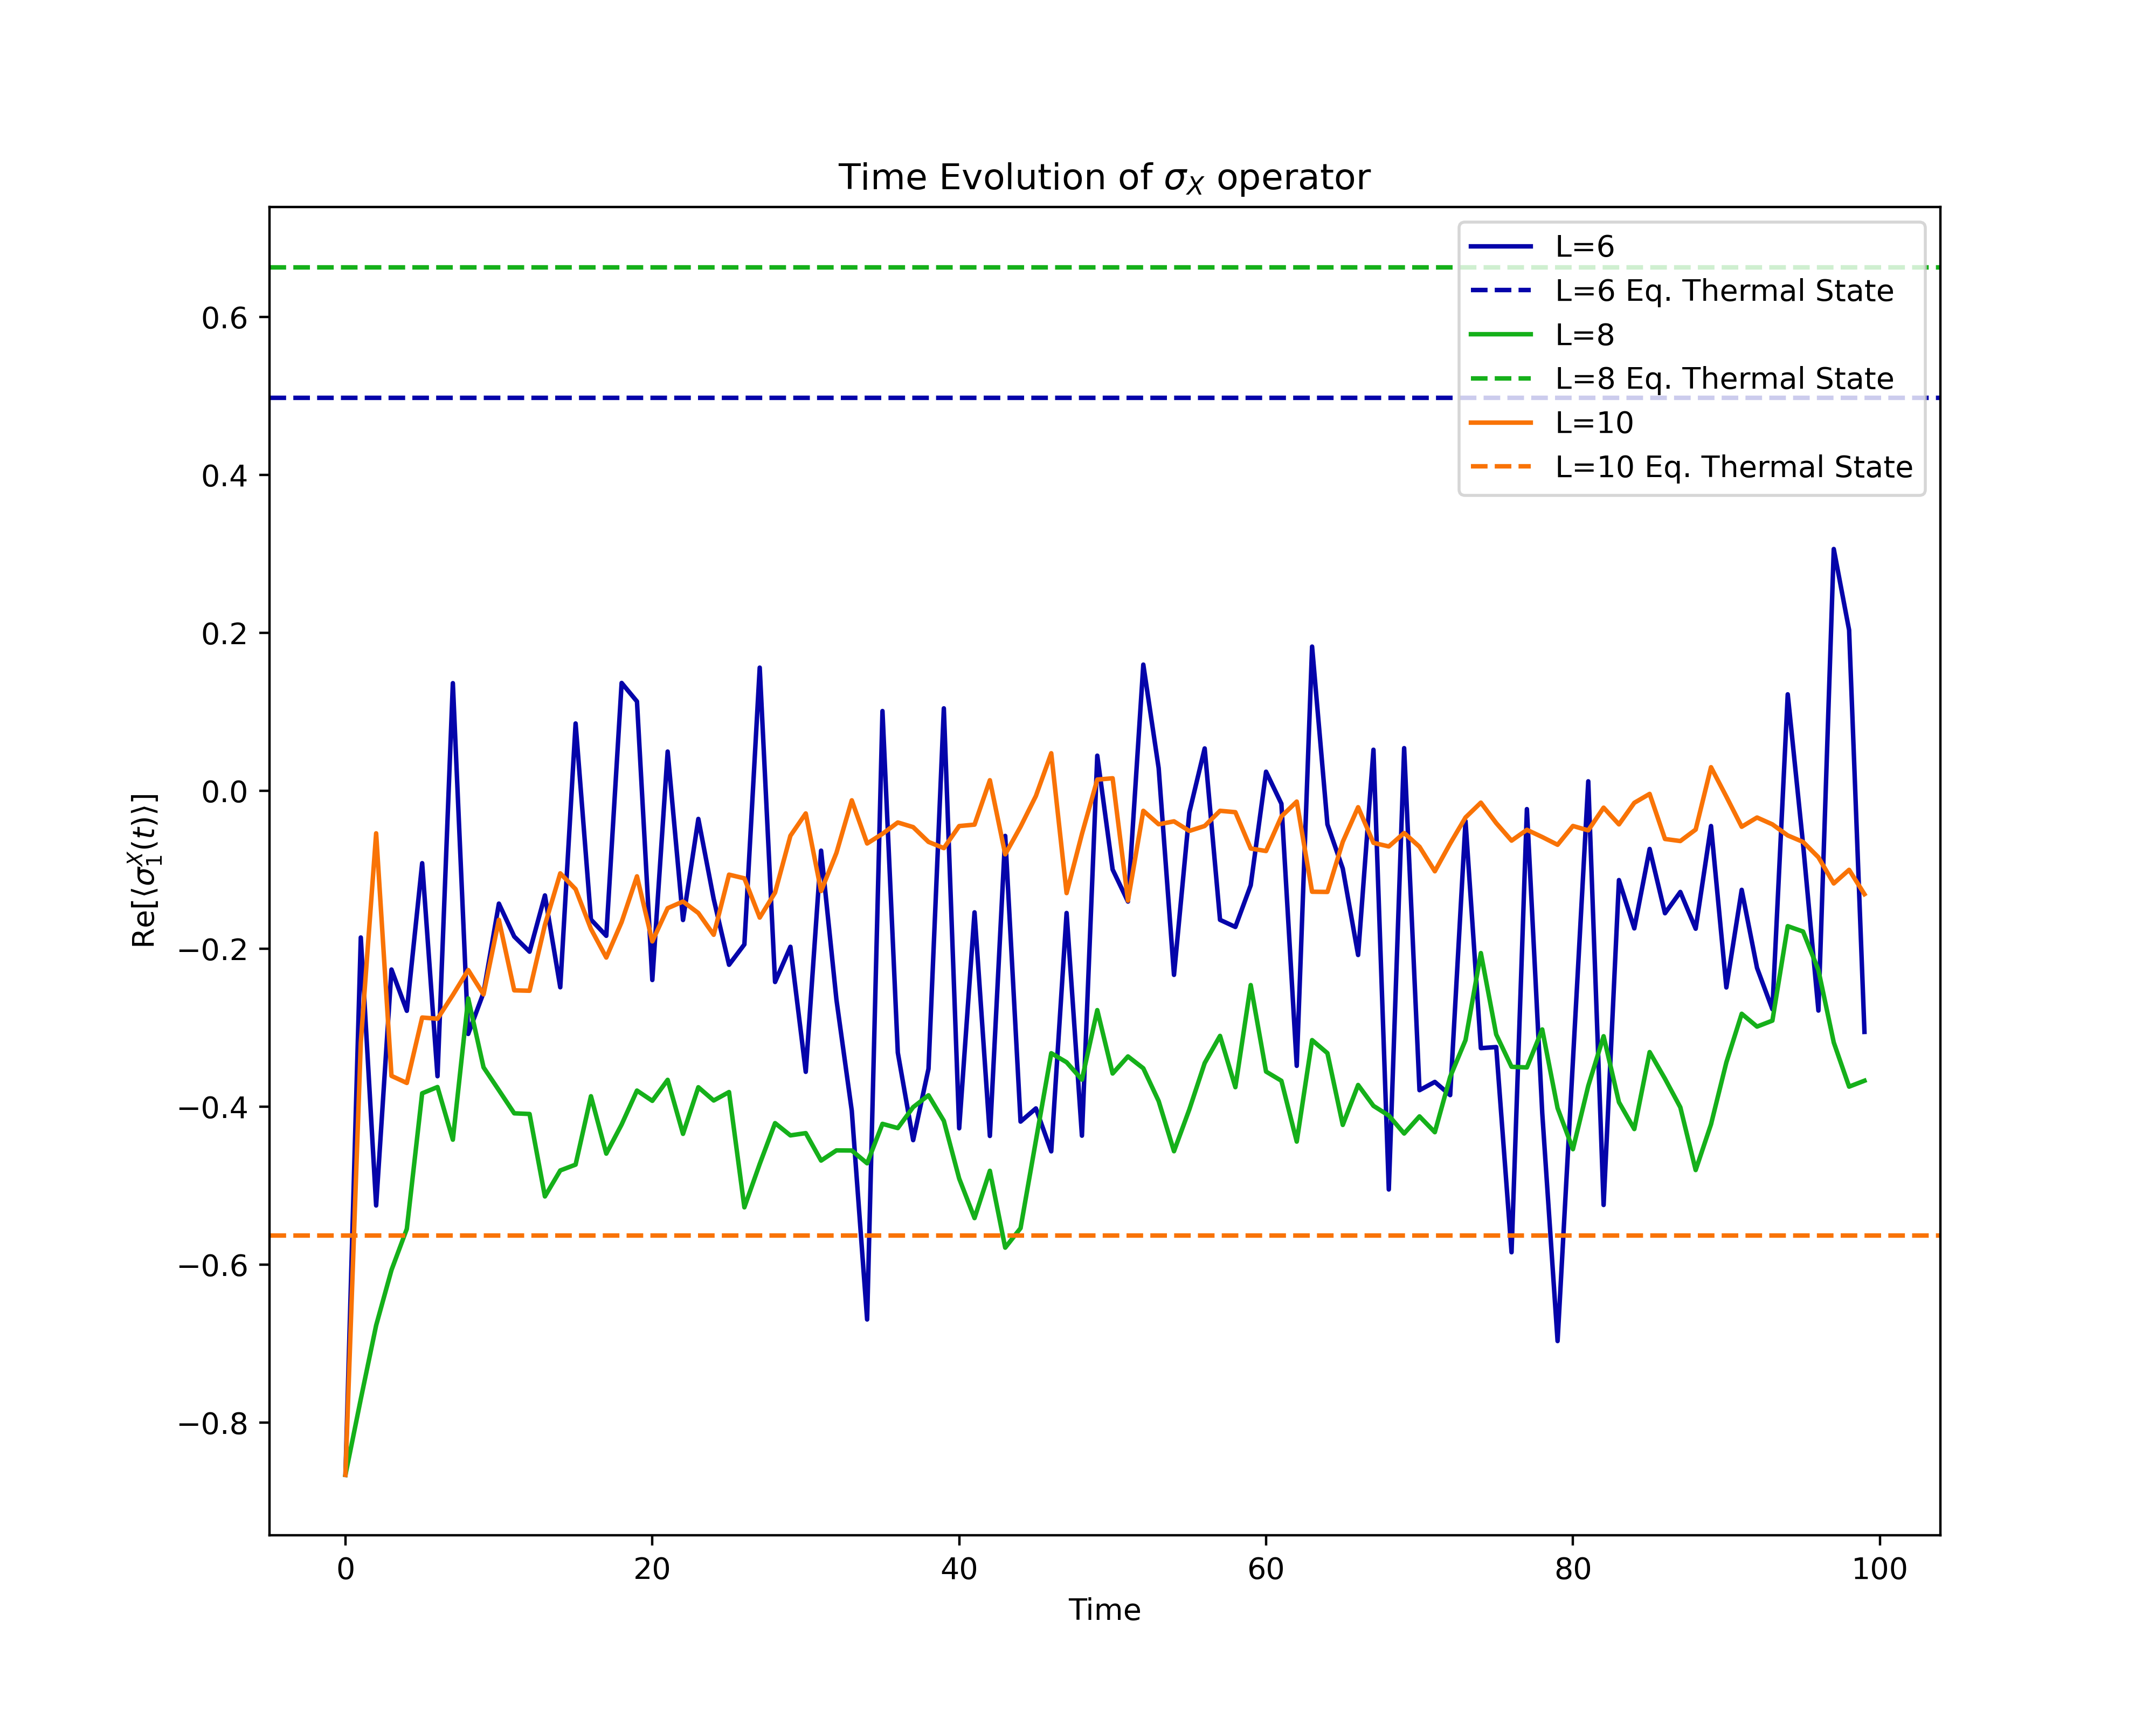 Time Evolution of σ_X operator
L=6
L=6 Eq. Thermal State
L=8
L=8 Eq. Thermal State
L=10
L=10 Eq. Thermal State
Re[⟨σ₁ˣ(t)⟩]
0.6
0.4
0.2
0.0
−0.2
−0.4
−0.6
−0.8
0 20 40 60 80 100
Time